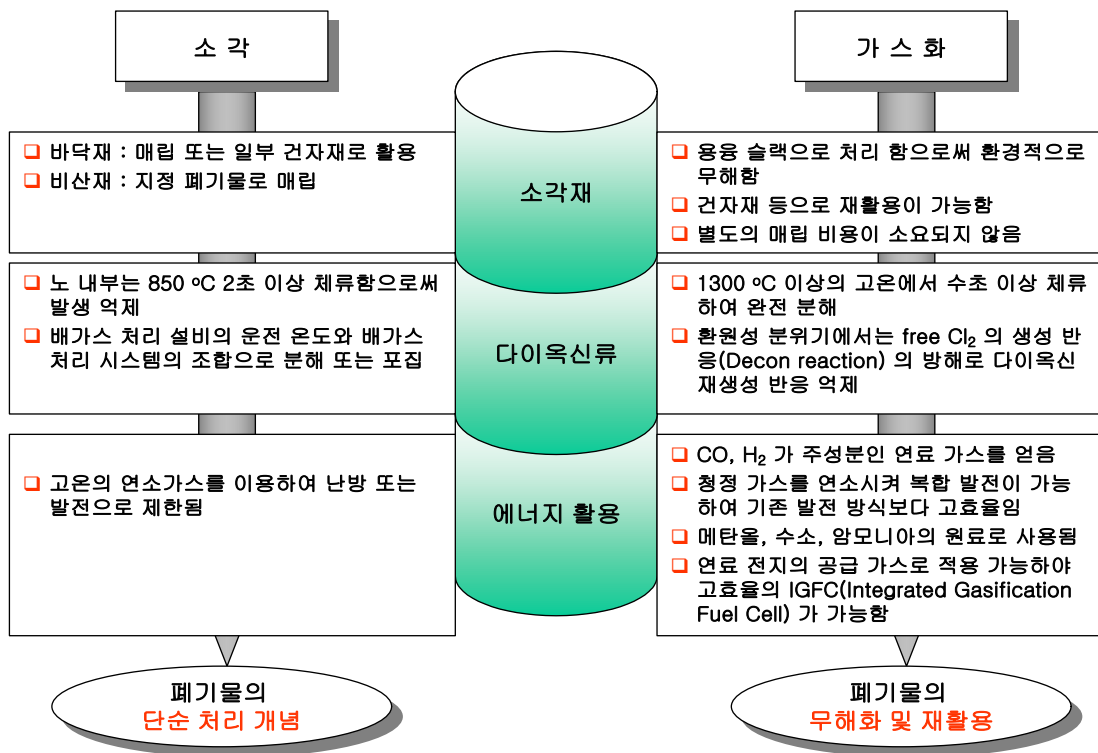 소 각
가 스 화
❑ 바닥재 : 매립 또는 일부 건자재로 활용
❑ 비산재 : 지정 폐기물로 매립
소각재
❑ 용융 슬랙으로 처리 함으로써 환경적으로
무해함
❑ 건자재 등으로 재활용이 가능함
❑ 별도의 매립 비용이 소요되지 않음
❑ 노 내부는 850 ºC 2초 이상 체류함으로써
발생 억제
❑ 배가스 처리 설비의 운전 온도와 배가스
처리 시스템의 조합으로 분해 또는 포집
다이옥신류
❑ 1300 ºC 이상의 고온에서 수초 이상 체류
하여 완전 분해
❑ 환원성 분위기에서는 free Cl₂ 의 생성 반
응(Decon reaction) 의 방해로 다이옥신
재생성 반응 억제
❑ 고온의 연소가스를 이용하여 난방 또는
발전으로 제한됨
에너지 활용
❑ CO, H₂ 가 주성분인 연료 가스를 얻음
❑ 청정 가스를 연소시켜 복합 발전이 가능
하여 기존 발전 방식보다 고효율임
❑ 메탄올, 수소, 암모니아의 원료로 사용됨
❑ 연료 전지의 공급 가스로 적용 가능하야
고효율의 IGFC(Integrated Gasification
Fuel Cell) 가 가능함
폐기물의
단순 처리 개념
폐기물의
무해화 및 재활용